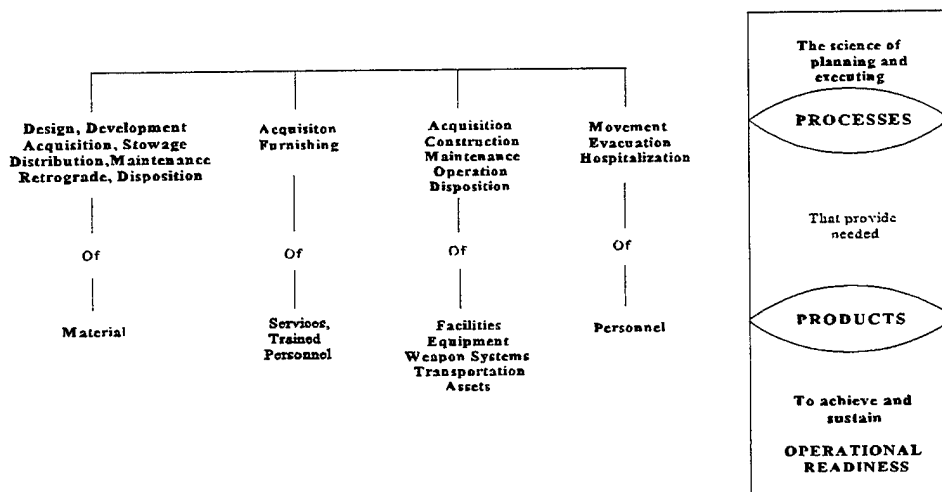 Design, Development
Acquisition, Stowage
Distribution,Maintenance
Retrograde, Disposition
Of
Material
Acquisiton
Furnishing
Of
Services,
Trained
Personnel
Acquisition
Construction
Maintenance
Operation
Disposition
Of
Facilities
Equipment
Weapon Systems
Transportation
Assets
Movement
Evacuation
Hospitalization
Of
Personnel
The science of
planning and
executing
PROCESSES
That provide
needed
PRODUCTS
To achieve and
sustain
OPERATIONAL
READINESS